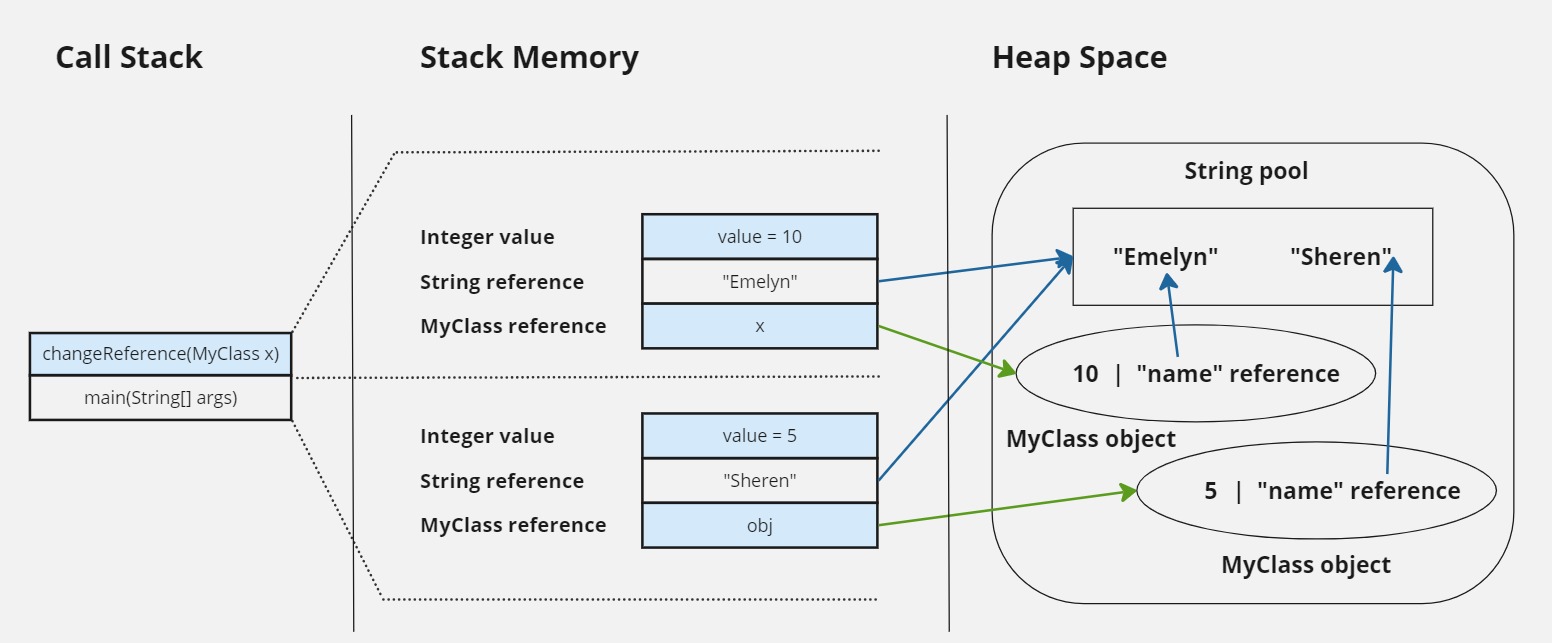 Call Stack
Stack Memory
Heap Space
changeReference(MyClass x)
main(String[] args)
Integer value
value = 10
String reference
"Emelyn"
MyClass reference
x
Integer value
value = 5
String reference
"Sheren"
MyClass reference
obj
String pool
"Emelyn"
"Sheren"
10 | "name" reference
MyClass object
5 | "name" reference
MyClass object